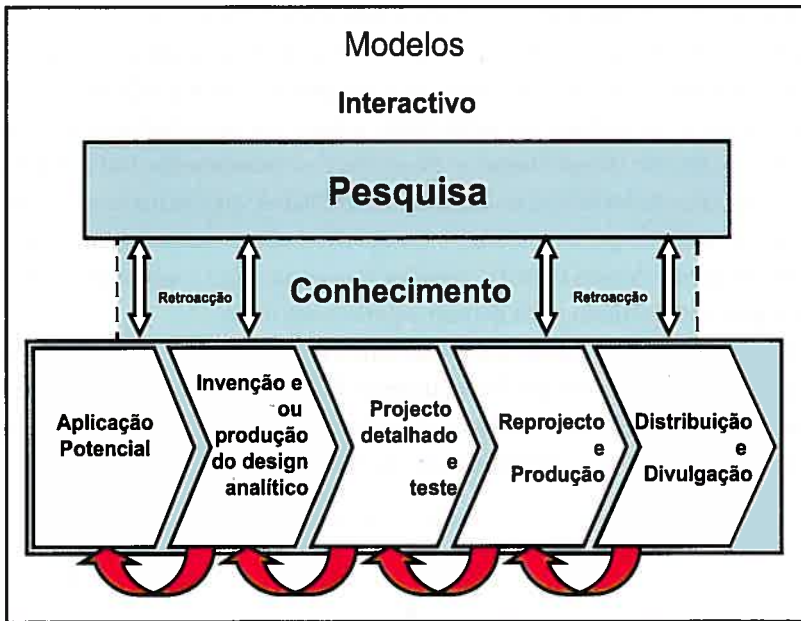 Modelos
Interactivo
Pesquisa
Retroacção
Conhecimento
Retroacção
Aplicação
Potencial
Invenção e
ou
produção
do design
analítico
Projecto
detalhado
e
teste
Reprojecto
e
Produção
Distribuição
e
Divulgação